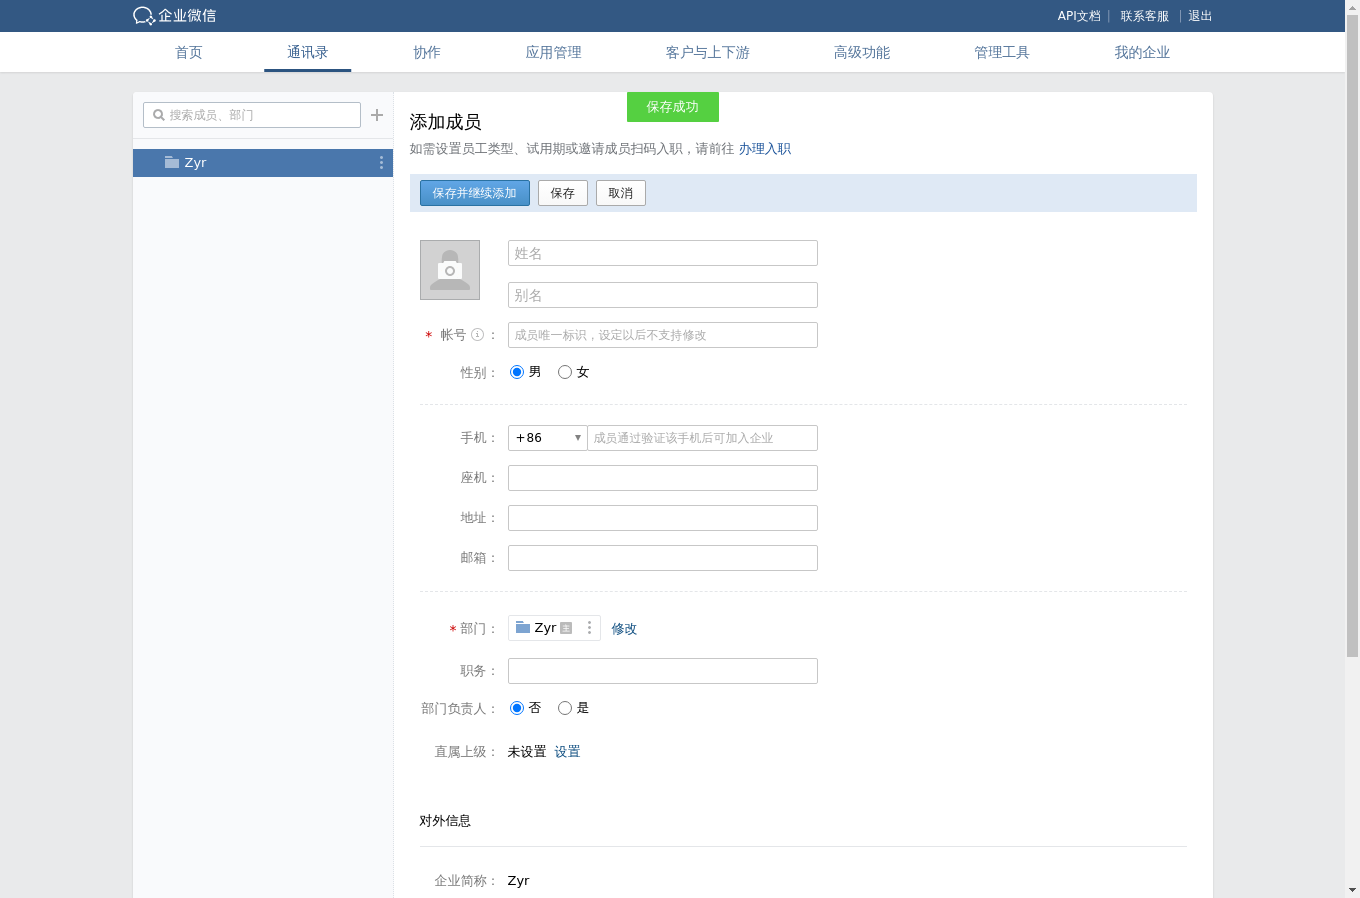 企业微信
API文档 | 联系客服 | 退出
首页 通讯录 协作 应用管理 客户与上下游 高级功能 管理工具 我的企业
搜索成员、部门
Zyr
保存成功
添加成员
如需设置员工类型、试用期或邀请成员扫码入职，请前往 办理入职
保存并继续添加 保存 取消
姓名
别名
* 帐号 ： 成员唯一标识，设定以后不支持修改
性别： 男 女
手机： +86 成员通过验证该手机后可加入企业
座机：
地址：
邮箱：
* 部门： Zyr 主 修改
职务：
部门负责人： 否 是
直属上级： 未设置 设置
对外信息
企业简称： Zyr